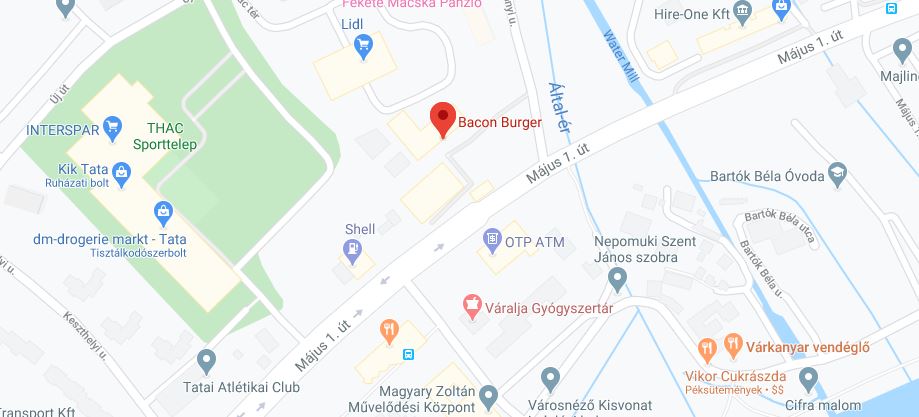 Fekete Macska Panzió
Lidl
Hire-One Kft
Május 1. út
Majlin
Új út
Water Mill
Által-ér
INTERSPAR
THAC
Sporttelep
Bacon Burger
Május 1. út
Kik Tata
Ruházati bolt
Bartók Béla Óvoda
dm-drogerie markt - Tata
Tisztálkodószerbolt
Shell
OTP ATM
Nepomuki Szent
János szobra
Bartók Béla utca
Bartók Béla u.
Váralja Gyógyszertár
Keszthelyi u.
Május 1. út
Várkanyar vendéglő
Vikor Cukrászda
Péksütemények • $$
Tatai Atlétikai Club
Magyary Zoltán
Művelődési Központ
Városnéző Kisvonat
Cifra malom
Transport Kft